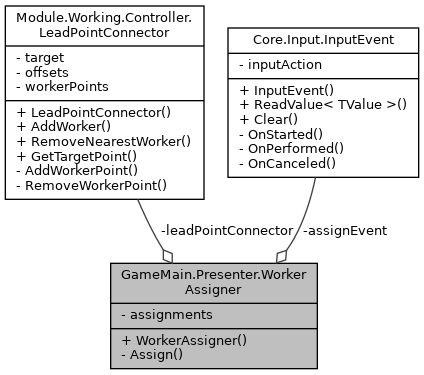 Module.Working.Controller.
LeadPointConnector
- target
- offsets
- workerPoints
+ LeadPointConnector()
+ AddWorker()
+ RemoveNearestWorker()
+ GetTargetPoint()
- AddWorkerPoint()
- RemoveWorkerPoint()
Core.Input.InputEvent
- inputAction
+ InputEvent()
+ ReadValue< TValue >()
+ Clear()
- OnStarted()
- OnPerformed()
- OnCanceled()
-leadPointConnector
-assignEvent
GameMain.Presenter.Worker
Assigner
- assignments
+ WorkerAssigner()
- Assign()